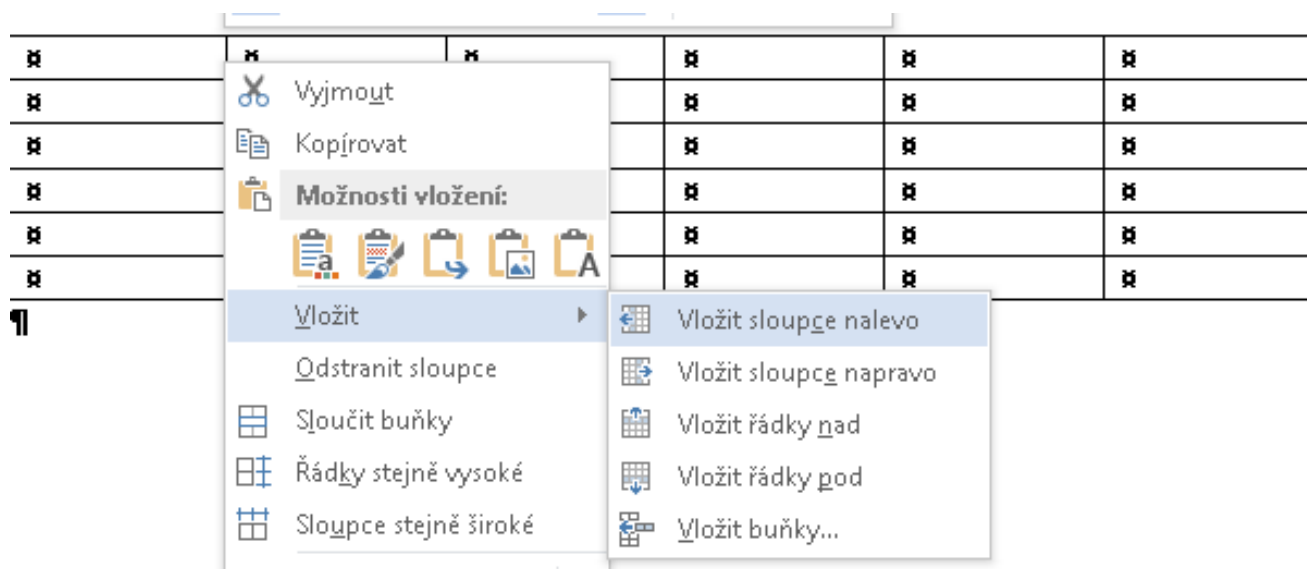 ¤ ¤ ¤ ¤ ¤ ¤
¤ ¤ ¤ ¤
¤ ¤ ¤ ¤
¤ ¤ ¤ ¤
¤ ¤ ¤ ¤
¤ ¤ ¤ ¤
¶
Vyjmout
Kopírovat
Možnosti vložení:
Vložit
Odstranit sloupce
Sloučit buňky
Řádky stejně vysoké
Sloupce stejně široké
Vložit sloupce nalevo
Vložit sloupce napravo
Vložit řádky nad
Vložit řádky pod
Vložit buňky...